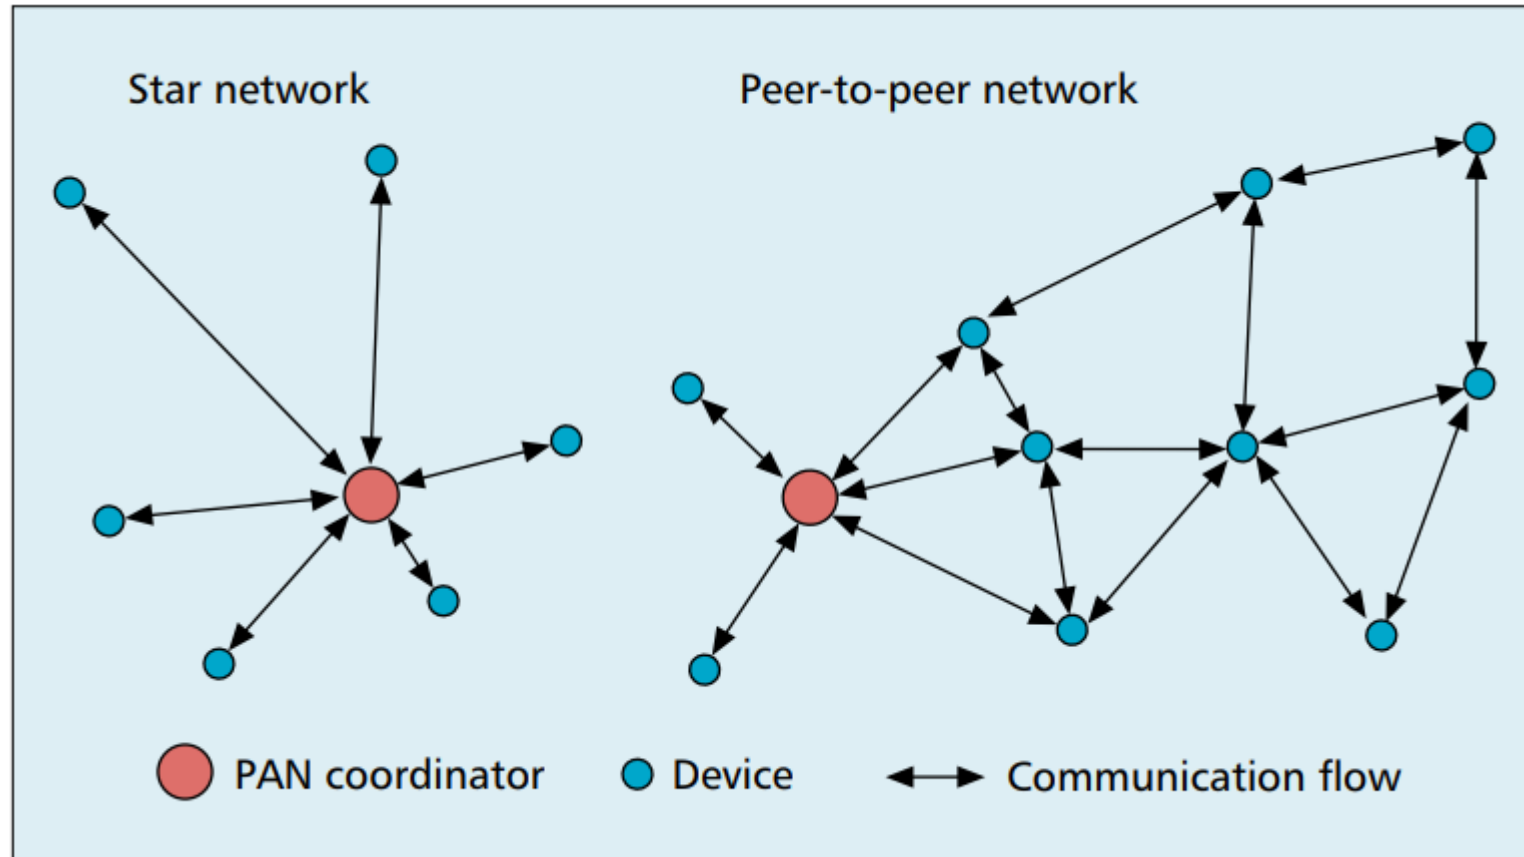 Star network
Peer-to-peer network
PAN coordinator
Device
Communication flow